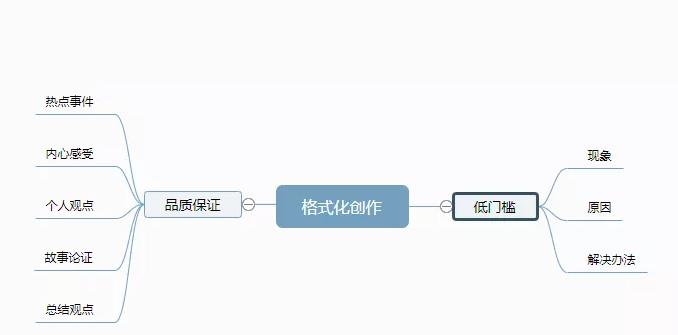 热点事件
内心感受
个人观点
故事论证
总结观点
品质保证
格式化创作
低门槛
现象
原因
解决办法